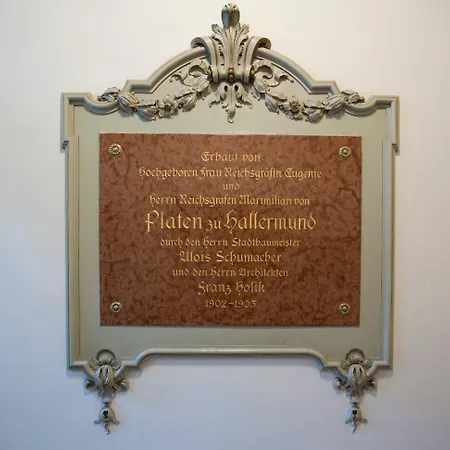 Erbaut von
Hochgeboren Frau Reichsgräfin Eugenie
und
Herrn Reichsgrafen Maximilian von
Platen zu Hallermund
durch den Herrn Stadtbaumeister
Alois Schumacher
und den Herrn Architekten
Franz
1902-1903